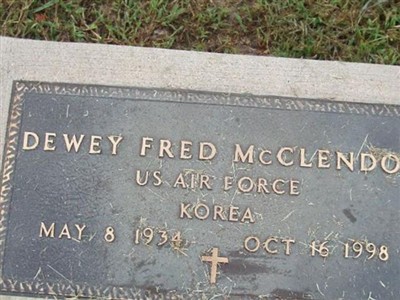 DEWEY FRED McCLENDO
US AIR FORCE
KOREA
MAY 8 1934 OCT 16 1998